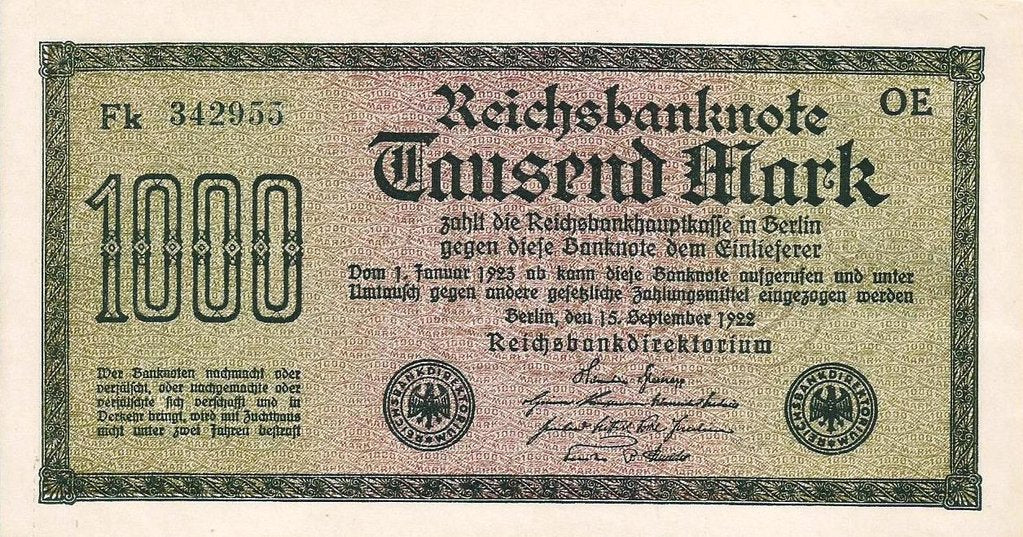 Fk 342955
OE
Reichsbanknote
Tausend Mark
1000
zahlt die Reichsbankhauptkasse in Berlin
gegen diese Banknote dem Einlieferer
Vom 1. Januar 1923 ab kann diese Banknote aufgerufen und unter
Umtausch gegen andere gesetzliche Zahlungsmittel eingezogen werden
Berlin, den 15. September 1922
Reichsbankdirektorium
Wer Banknoten nachmacht oder
verfälscht, oder nachgemachte oder
verfälschte sich verschafft und in
Verkehr bringt, wird mit Zuchthaus
nicht unter zwei Jahren bestraft
REICHSBANKDIREKTORIUM
REICHSBANKDIREKTORIUM